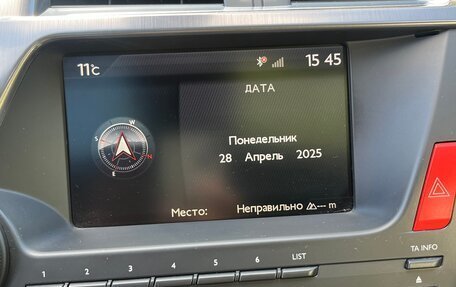 11°C 15 45
ДАТА
W
S N
E
Понедельник
28 Апрель 2025
Место: Неправильно --- m
TA INFO
1 2 3 4 5 6 LIST